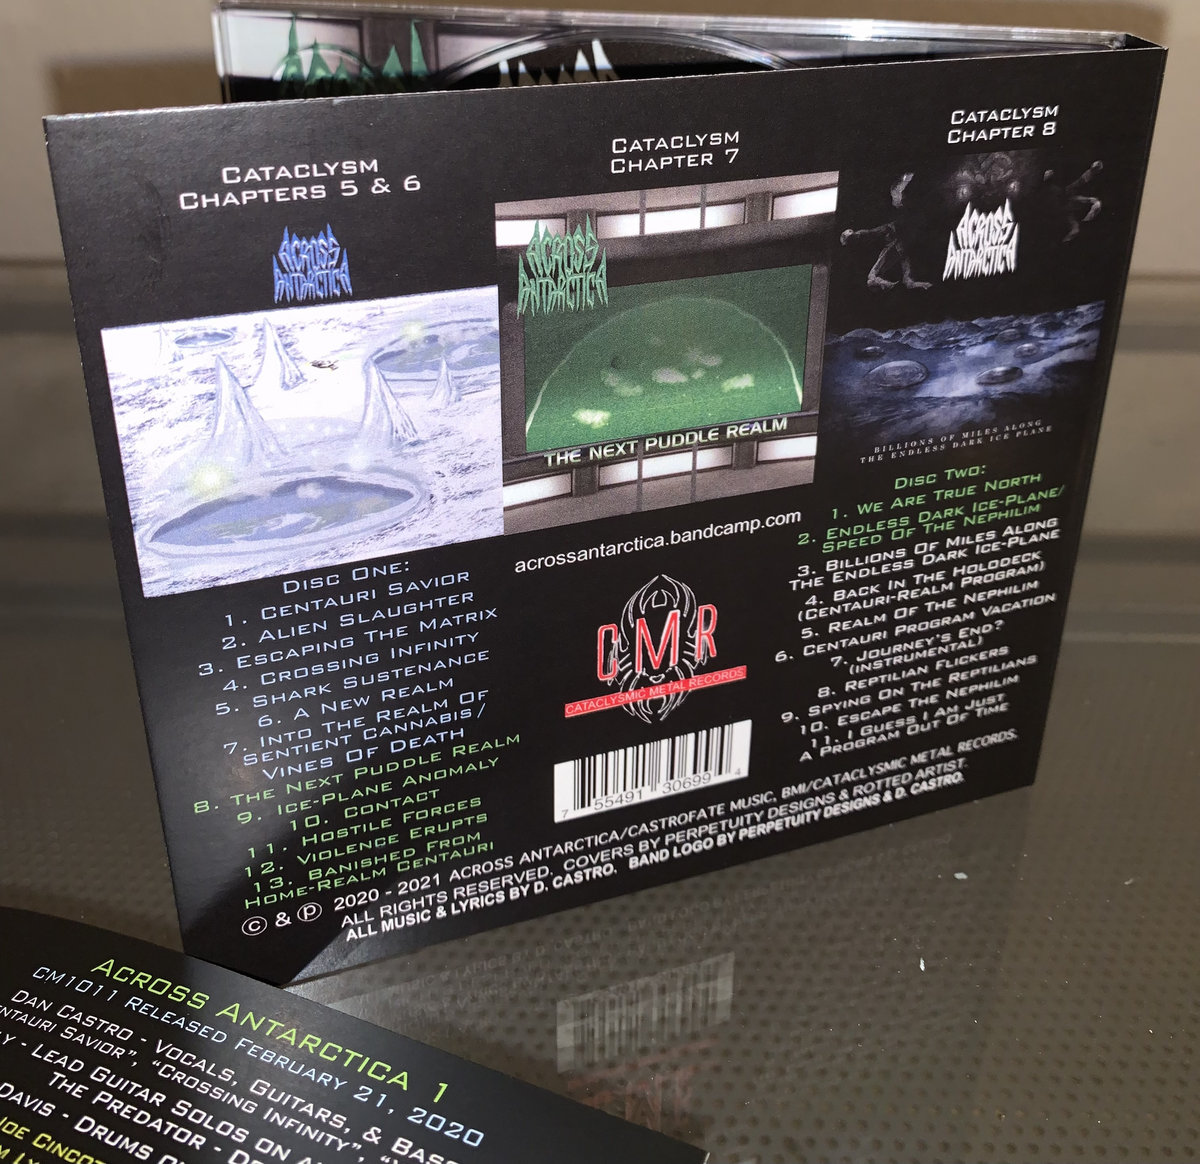 CATACLYSM
CHAPTERS 5 & 6
ACROSS
ANTARCTICA
CATACLYSM
CHAPTER 7
ACROSS
ANTARCTICA
THE NEXT PUDDLE REALM
CATACLYSM
CHAPTER 8
ACROSS
ANTARCTICA
BILLIONS OF MILES ALONG
THE ENDLESS DARK ICE PLANE
DISC ONE:
1. CENTAURI SAVIOR
2. ALIEN SLAUGHTER
3. ESCAPING THE MATRIX
4. CROSSING INFINITY
5. SHARK SUSTENANCE
6. A NEW REALM
7. INTO THE REALM OF
SENTIENT CANNABIS/
VINES OF DEATH
8. THE NEXT PUDDLE REALM
9. ICE-PLANE ANOMALY
10. CONTACT
11. HOSTILE FORCES
12. VIOLENCE ERUPTS
13. BANISHED FROM
HOME-REALM CENTAURI
acrossantarctica.bandcamp.com
CMR
CATACLYSMIC METAL RECORDS
7 55491 30699 4
DISC TWO:
1. WE ARE TRUE NORTH
2. ENDLESS DARK ICE-PLANE/
SPEED OF THE NEPHILIM
3. BILLIONS OF MILES ALONG
THE ENDLESS DARK ICE-PLANE
4. BACK IN THE HOLODECK
(CENTAURI-REALM PROGRAM)
5. REALM OF THE NEPHILIM
6. CENTAURI PROGRAM VACATION
7. JOURNEY'S END?
(INSTRUMENTAL)
8. REPTILIAN FLICKERS
9. SPYING ON THE REPTILIANS
10. ESCAPE THE NEPHILIM
11. I GUESS I AM JUST
A PROGRAM OUT OF TIME
© & ℗ 2020 - 2021 ACROSS ANTARCTICA/CASTROFATE MUSIC, BMI/CATACLYSMIC METAL RECORDS.
ALL RIGHTS RESERVED. COVERS BY PERPETUITY DESIGNS & ROTTED ARTIST.
ALL MUSIC & LYRICS BY D. CASTRO. BAND LOGO BY PERPETUITY DESIGNS & D. CASTRO.
ACROSS ANTARCTICA 1
CM1011 RELEASED FEBRUARY 21, 2020
DAN CASTRO - VOCALS, GUITARS, & BASS
SAVIOR", "CROSSING INFINITY",
- LEAD GUITAR SOLOS ON
THE PREDATOR -
DAVIS - DRUMS
JOE